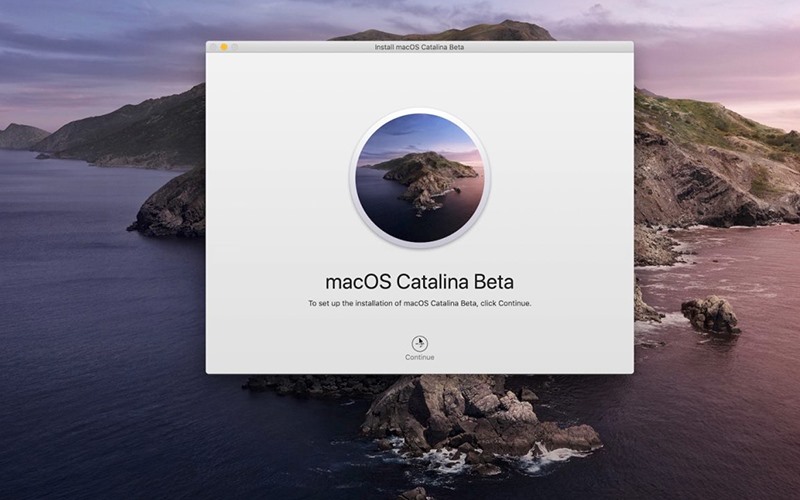 Install macOS Catalina Beta
macOS Catalina Beta
To set up the installation of macOS Catalina Beta, click Continue.
Continue